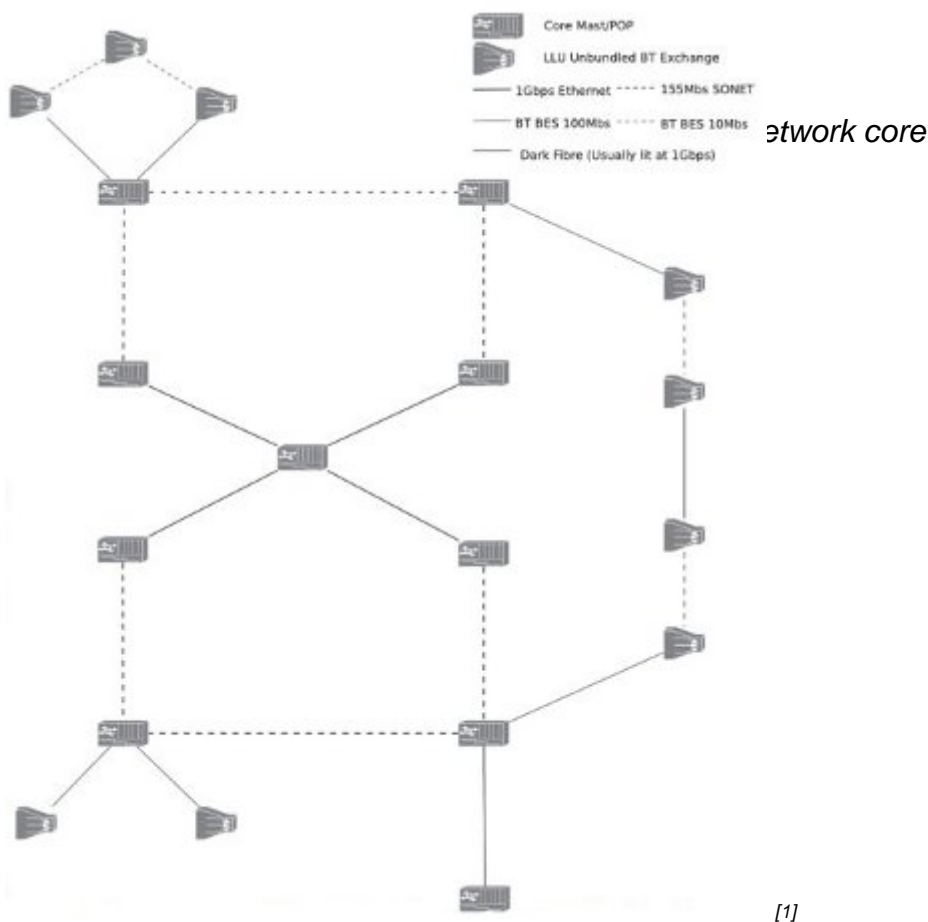 Core Mast/POP
LLU Unbundled BT Exchange
1Gbps Ethernet 155Mbs SONET
BT BES 100Mbs BT BES 10Mbs
etwork core
Dark Fibre (Usually lit at 1Gbps)
[1]